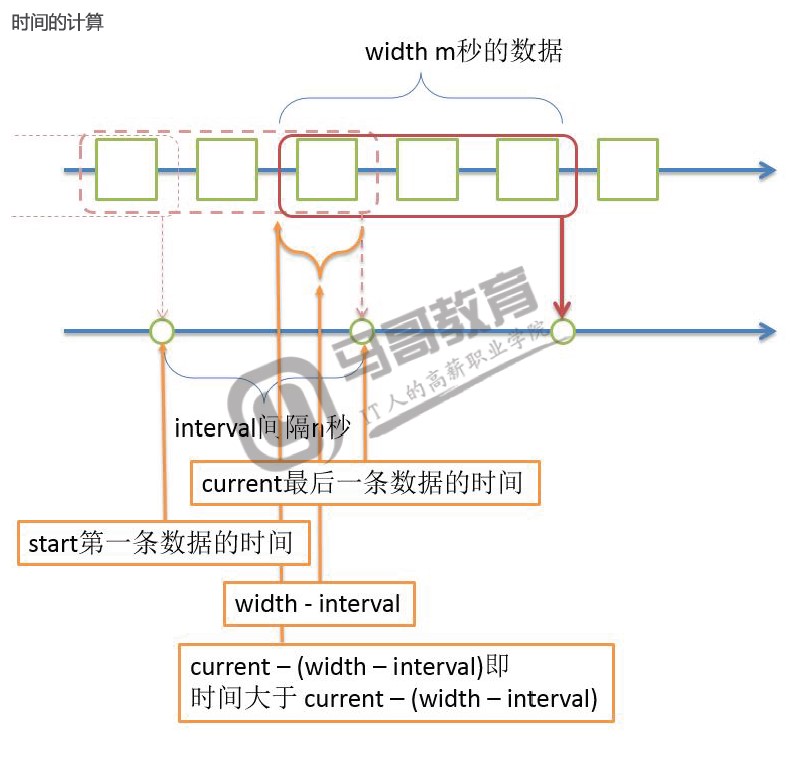 时间的计算
width m秒的数据
马哥教育
IT人的高薪职业学院
interval间隔n秒
current最后一条数据的时间
start第一条数据的时间
width - interval
current – (width – interval)即
时间大于 current – (width – interval)